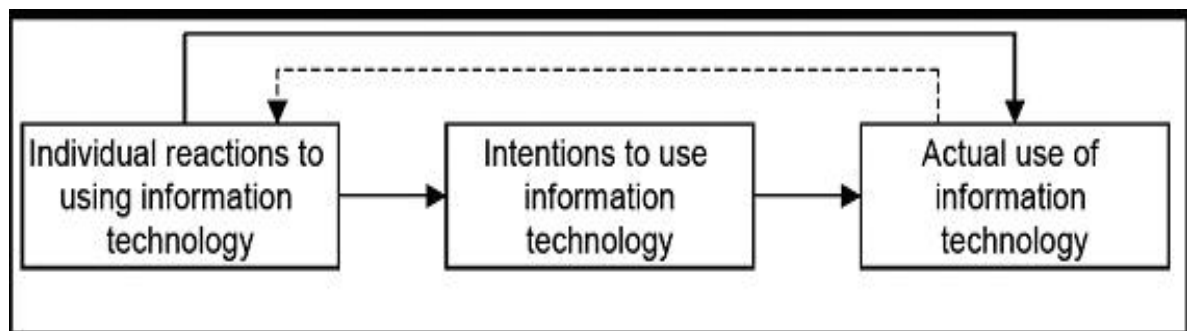 Individual reactions to
using information
technology
Intentions to use
information
technology
Actual use of
information
technology